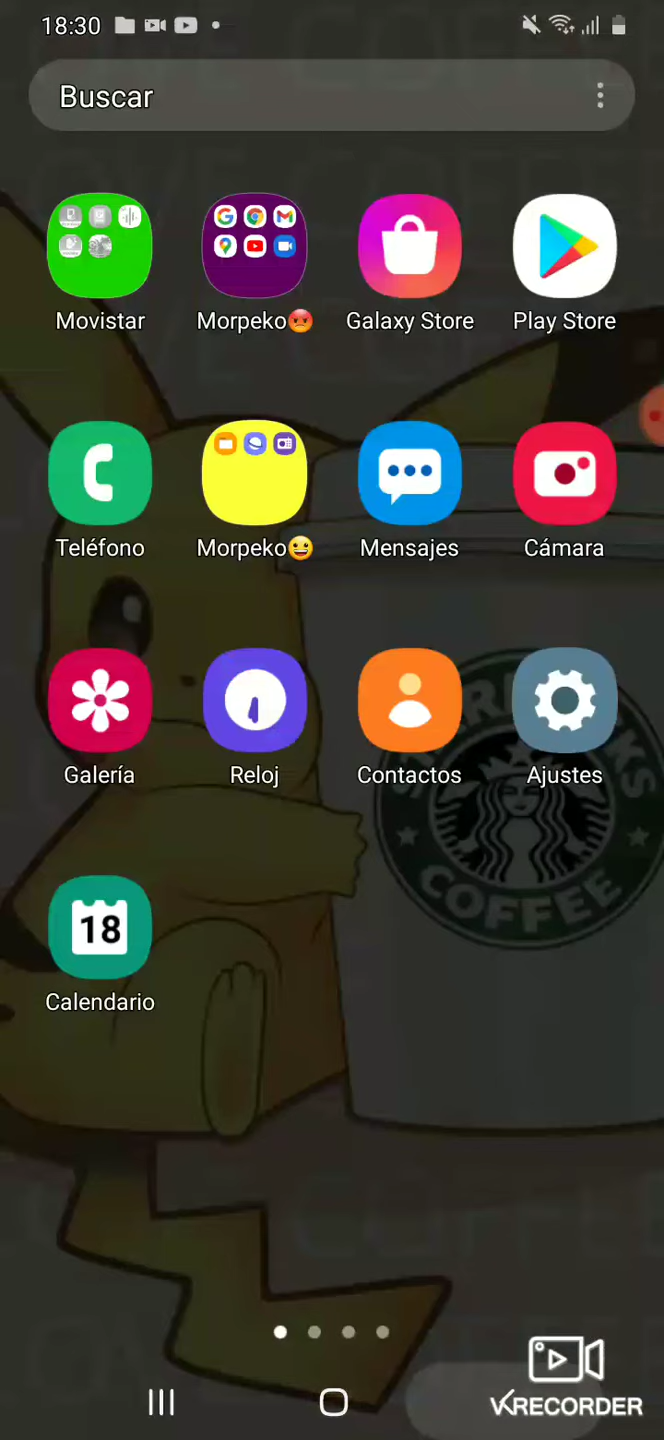 18:30
Buscar
Movistar
Morpeko😡
Galaxy Store
Play Store
Teléfono
Morpeko😀
Mensajes
Cámara
Galería
Reloj
Contactos
Ajustes
STARBUCKS
COFFEE
18
Calendario
VRECORDER